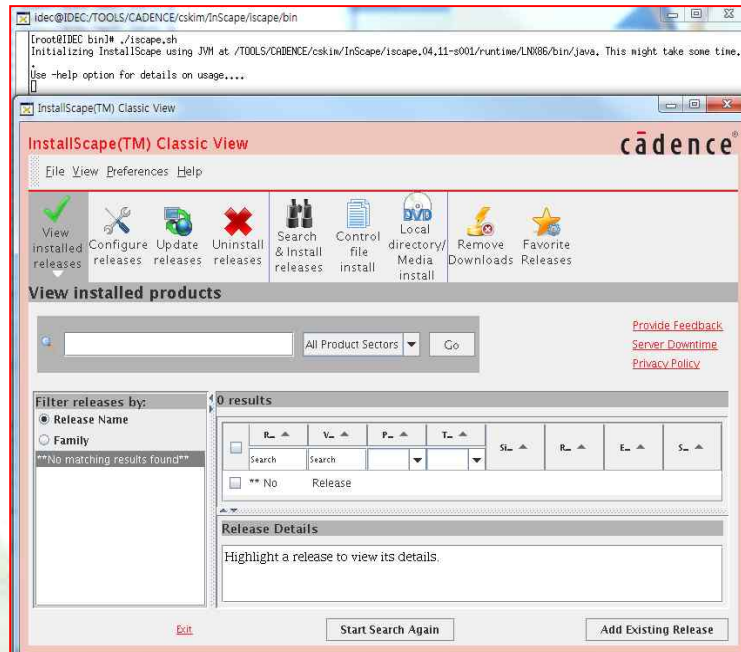 idec@IDEC:/TOOLS/CADENCE/cskim/InScape/iscape/bin
[root@IDEC bin]# ./iscape.sh
Initializing InstallScape using JVM at /TOOLS/CADENCE/cskim/InScape/iscape.04.11-s001/runtime/LNX86/bin/java. This might take some time.
.
Use -help option for details on usage....
InstallScape(TM) Classic View
InstallScape(TM) Classic View
cādence®
File View Preferences Help
View installed releases
Configure releases
Update releases
Uninstall releases
Search & Install releases
Control file install
DVD
Local directory/ Media install
Remove Downloads
Favorite Releases
View installed products
All Product Sectors
Go
Provide Feedback
Server Downtime
Privacy Policy
Filter releases by:
Release Name
Family
**No matching results found**
0 results
R... V... P... T... Si... R... E... S...
Search Search
** No Release
Release Details
Highlight a release to view its details.
Exit
Start Search Again
Add Existing Release